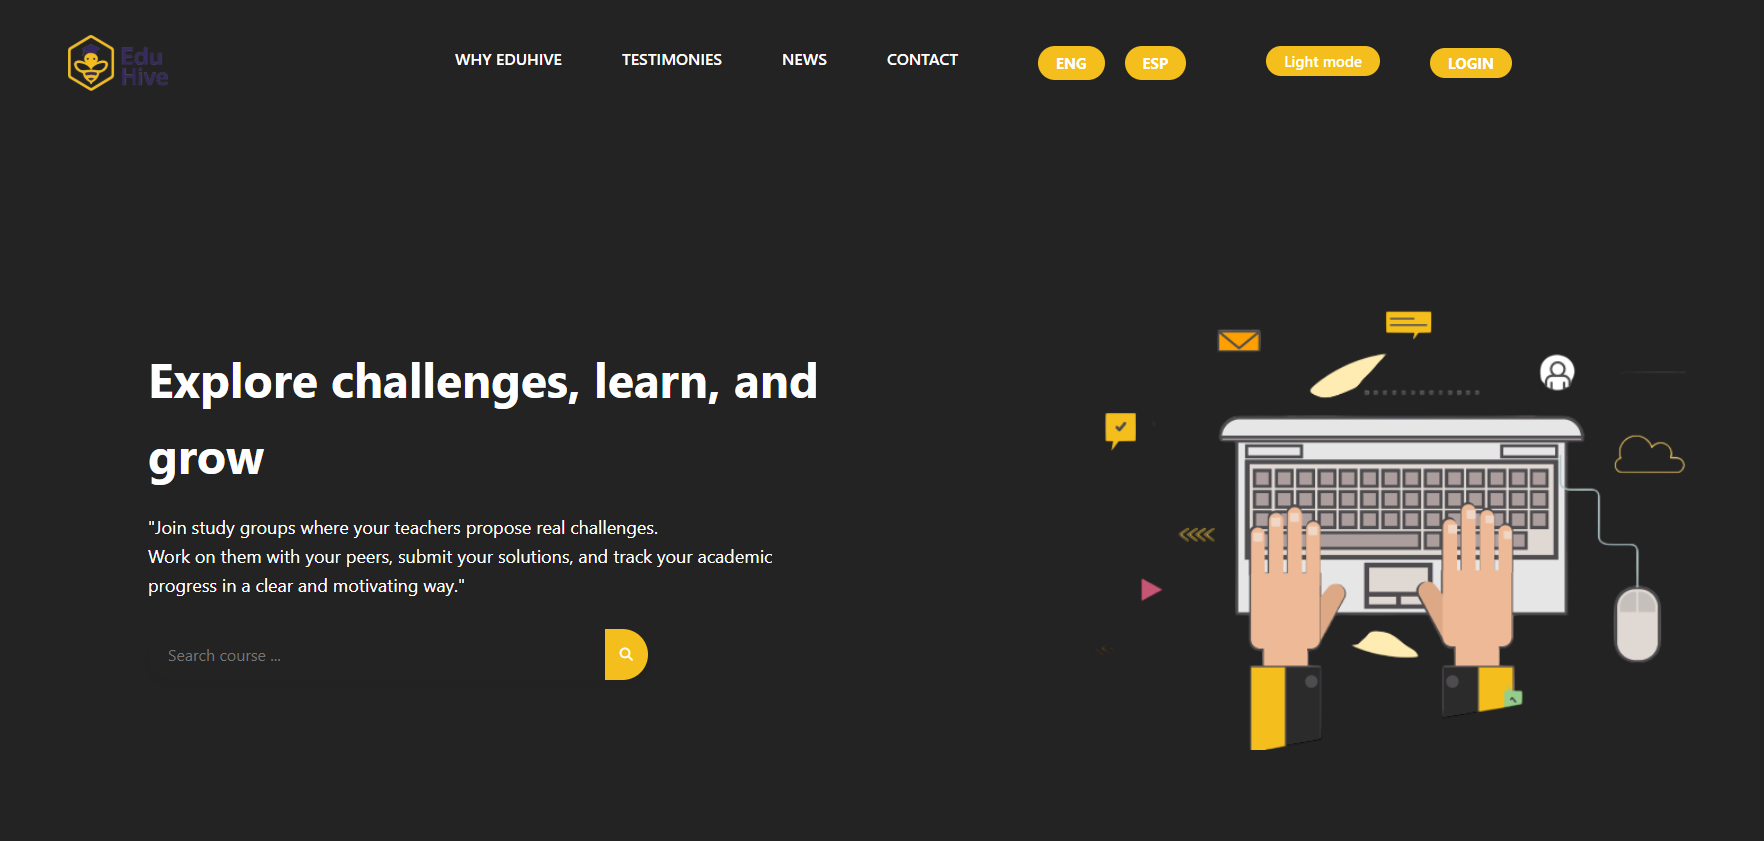 Edu
Hive
WHY EDUHIVE
TESTIMONIES
NEWS
CONTACT
ENG
ESP
Light mode
LOGIN
Explore challenges, learn, and
grow
"Join study groups where your teachers propose real challenges.
Work on them with your peers, submit your solutions, and track your academic
progress in a clear and motivating way."
Search course ...